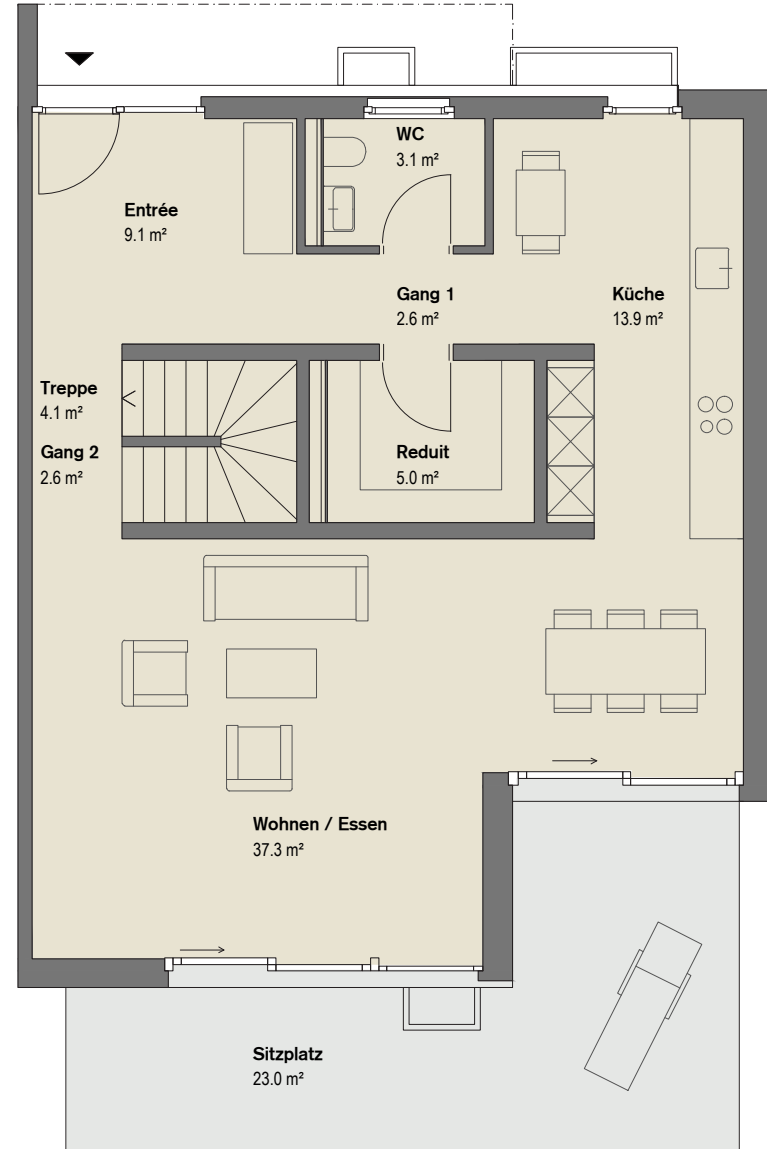 WC
3.1 m²
Entrée
9.1 m²
Gang 1
2.6 m²
Küche
13.9 m²
Treppe
4.1 m²
Gang 2
2.6 m²
Reduit
5.0 m²
Wohnen / Essen
37.3 m²
Sitzplatz
23.0 m²